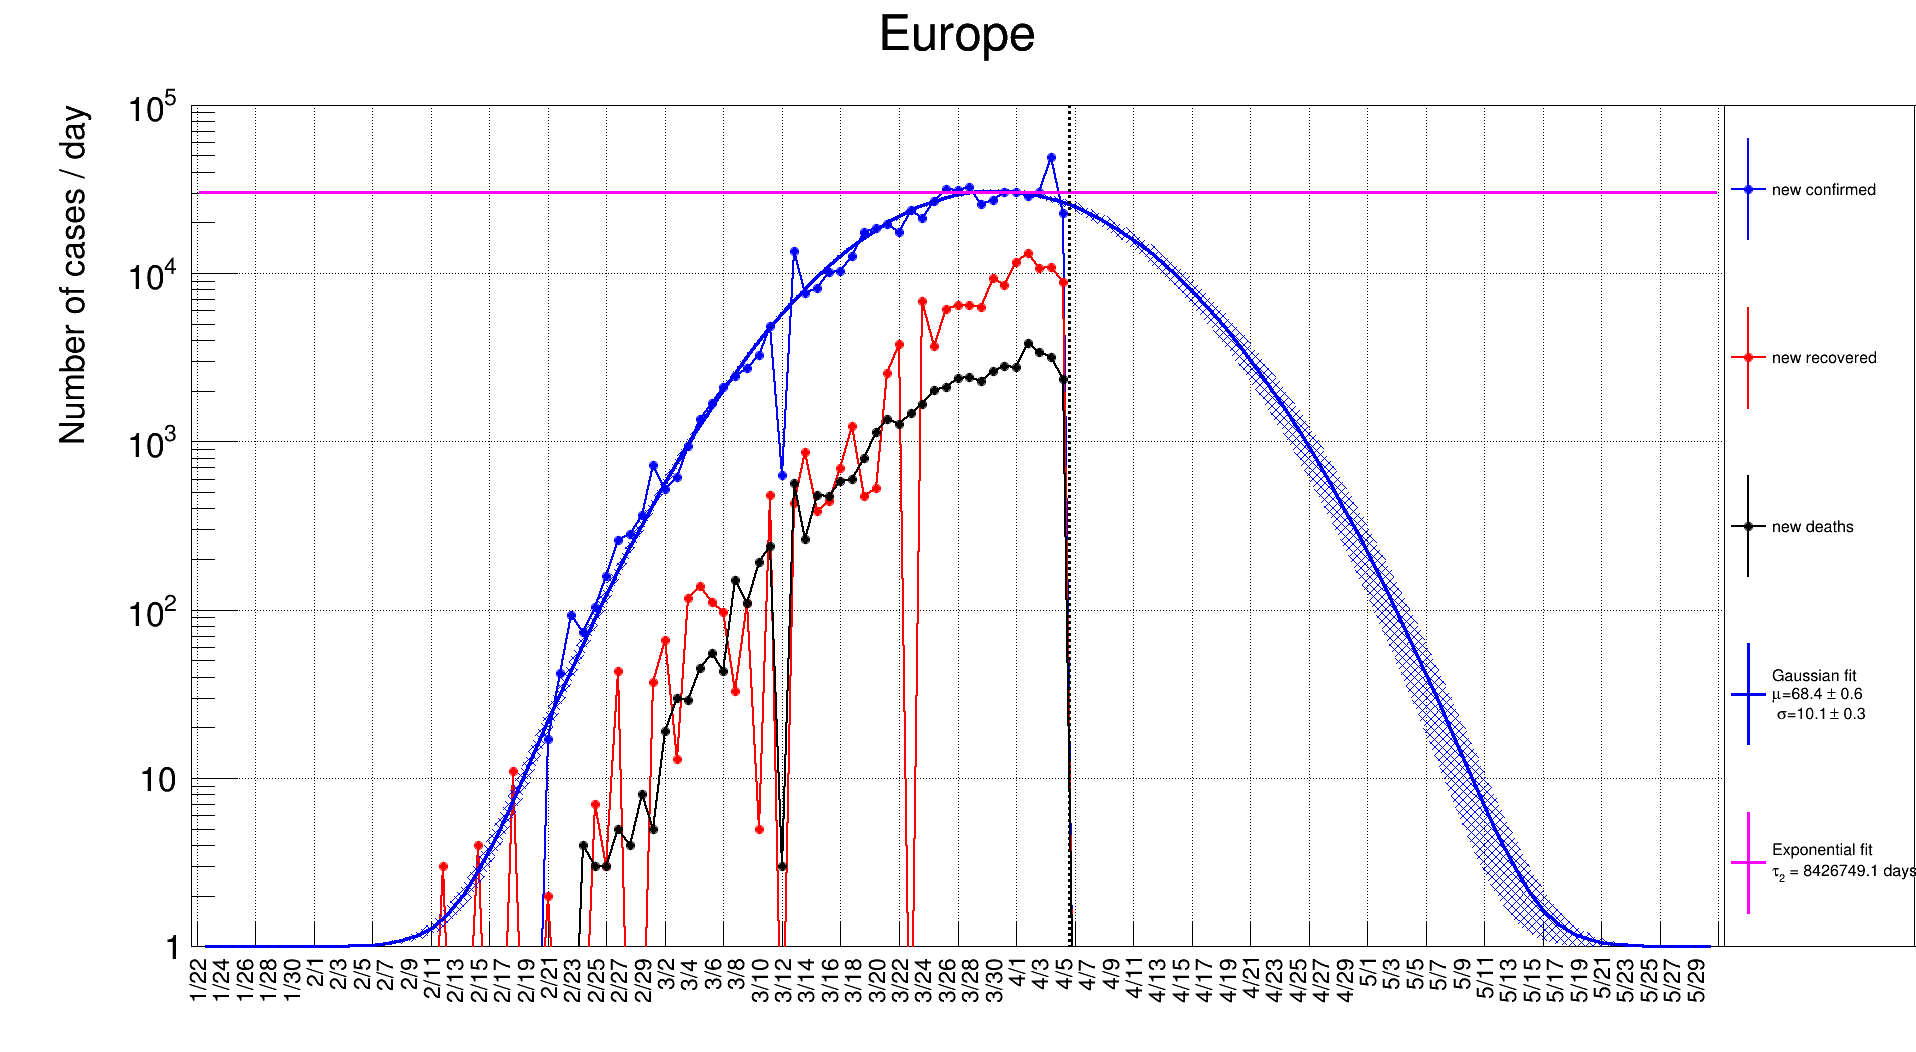 Europe
Number of cases / day
10⁵
10⁴
10³
10²
10
1
1/22 1/24 1/26 1/28 1/30 2/1 2/3 2/5 2/7 2/9 2/11 2/13 2/15 2/17 2/19 2/21 2/23 2/25 2/27 2/29 3/2 3/4 3/6 3/8 3/10 3/12 3/14 3/16 3/18 3/20 3/22 3/24 3/26 3/28 3/30 4/1 4/3 4/5 4/7 4/9 4/11 4/13 4/15 4/17 4/19 4/21 4/23 4/25 4/27 4/29 5/1 5/3 5/5 5/7 5/9 5/11 5/13 5/15 5/17 5/19 5/21 5/23 5/25 5/27 5/29
new confirmed
new recovered
new deaths
Gaussian fit
μ=68.4 ± 0.6
σ=10.1 ± 0.3
Exponential fit
τ₂ = 8426749.1 days